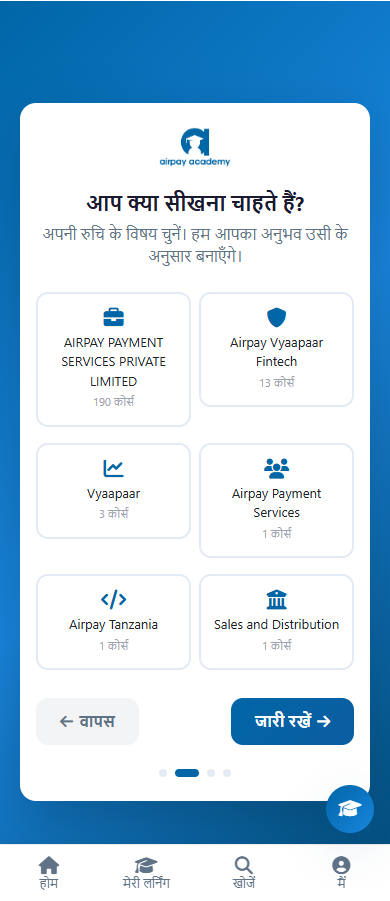 airpay academy
आप क्या सीखना चाहते हैं?
अपनी रुचि के विषय चुनें। हम आपका अनुभव उसी के
अनुसार बनाएँगे।
AIRPAY PAYMENT
SERVICES PRIVATE
LIMITED
190 कोर्स
Airpay Vyaapaar
Fintech
13 कोर्स
Vyaapaar
3 कोर्स
Airpay Payment
Services
1 कोर्स
Airpay Tanzania
1 कोर्स
Sales and Distribution
1 कोर्स
← वापस
जारी रखें →
होम
मेरी लर्निंग
खोजें
मैं